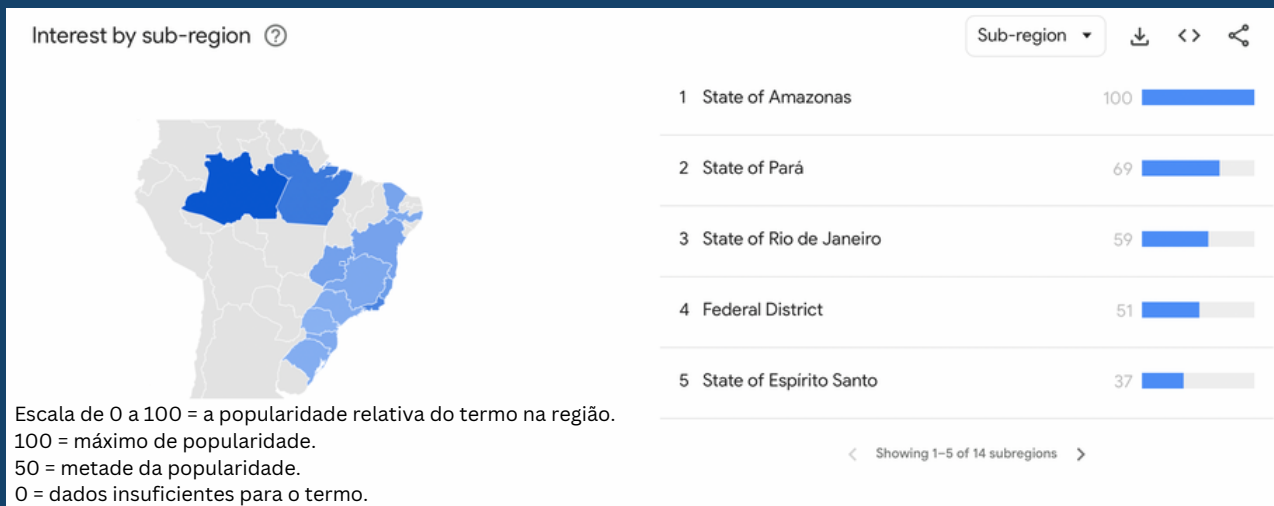 Interest by sub-region
Sub-region
1 State of Amazonas 100
2 State of Pará 69
3 State of Rio de Janeiro 59
4 Federal District 51
5 State of Espírito Santo 37
Showing 1–5 of 14 subregions
Escala de 0 a 100 = a popularidade relativa do termo na região.
100 = máximo de popularidade.
50 = metade da popularidade.
0 = dados insuficientes para o termo.